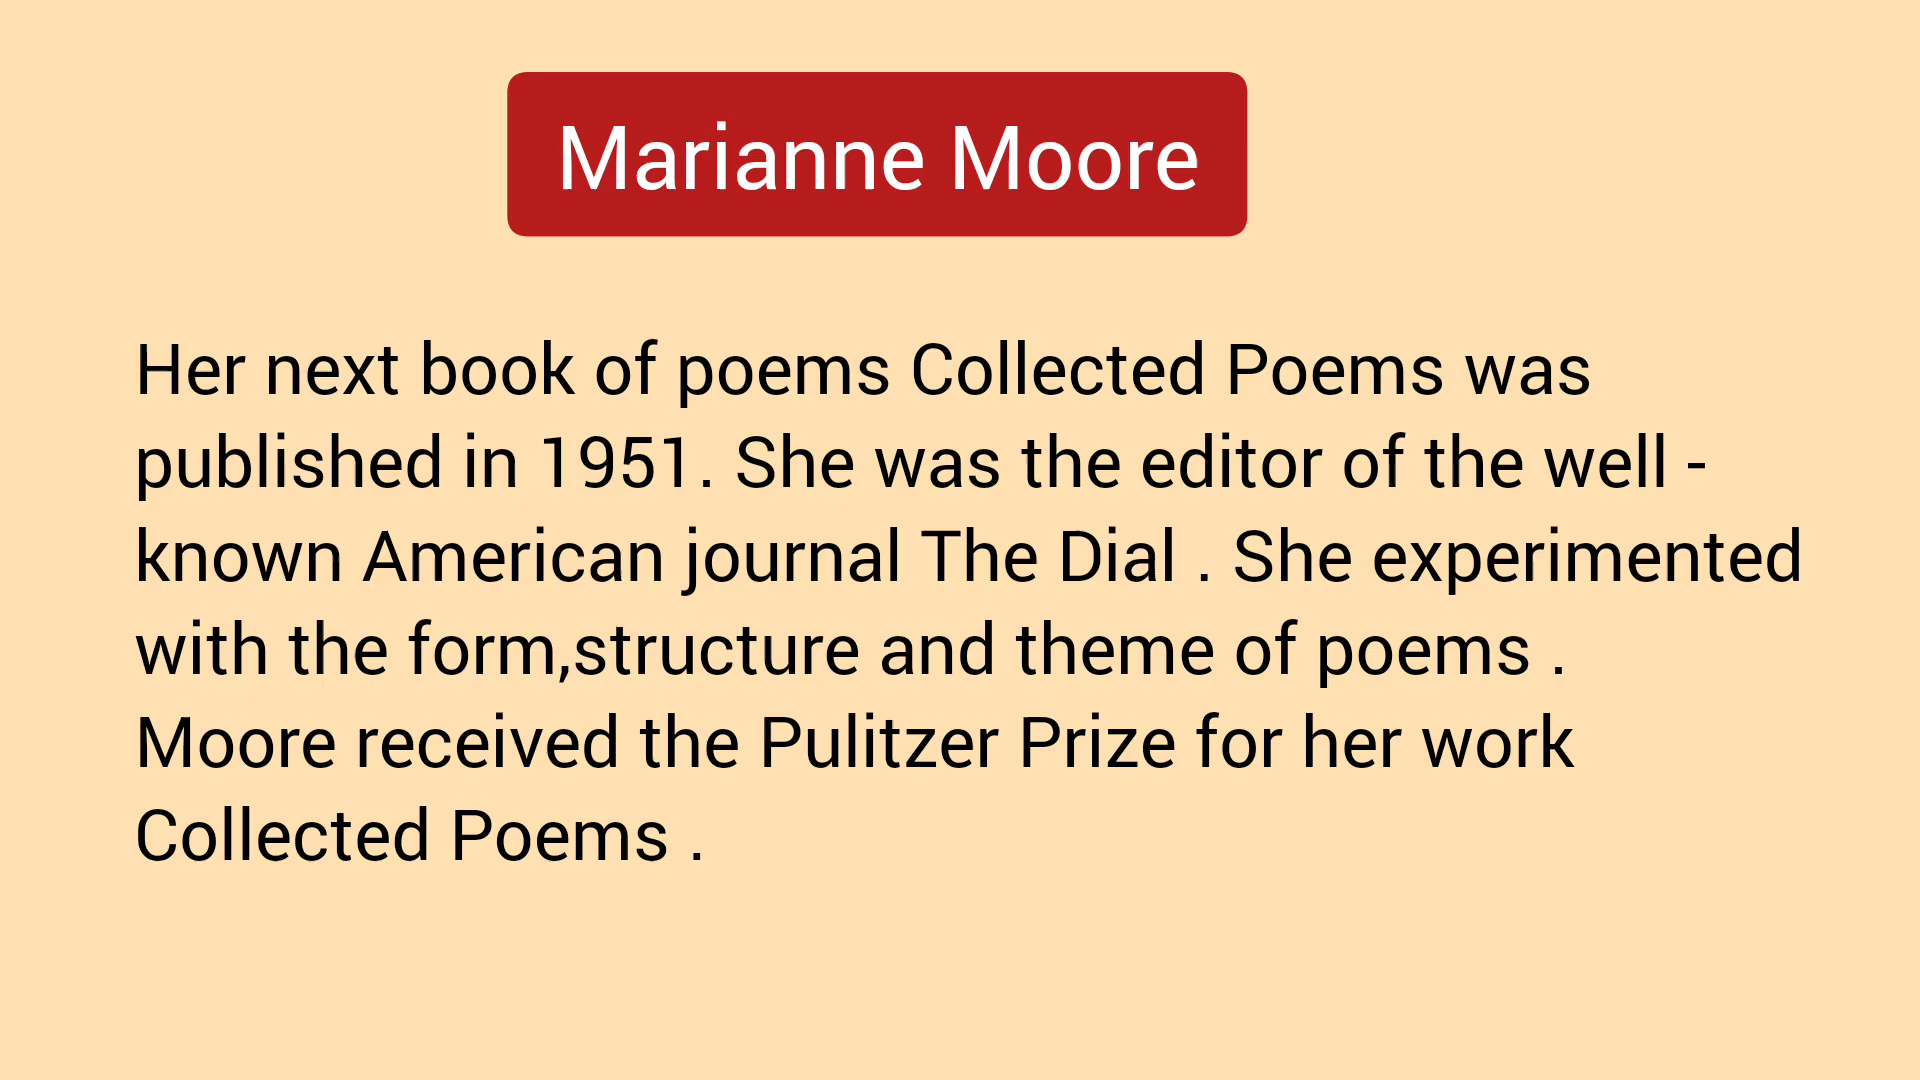 Marianne Moore
Her next book of poems Collected Poems was
published in 1951. She was the editor of the well -
known American journal The Dial . She experimented
with the form,structure and theme of poems .
Moore received the Pulitzer Prize for her work
Collected Poems .